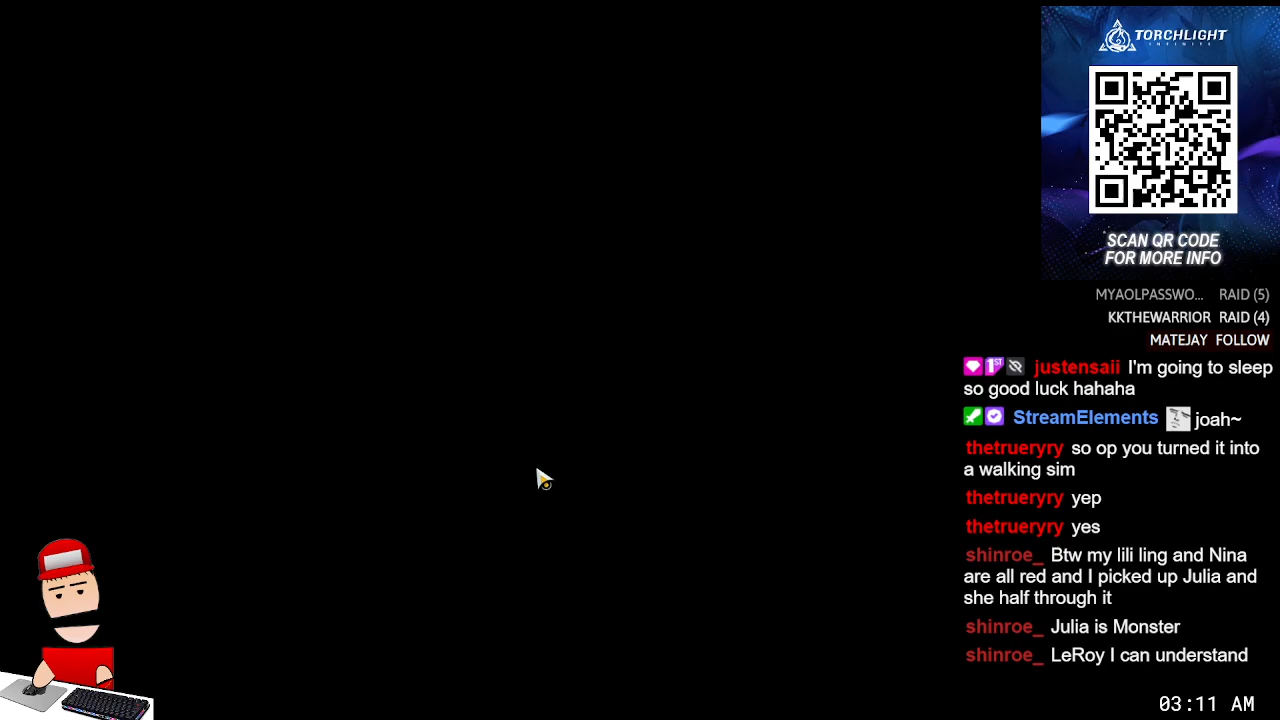 TORCHLIGHT
INFINITE
SCAN QR CODE
FOR MORE INFO
MYAOLPASSWO... RAID (5)
KKTHEWARRIOR RAID (4)
MATEJAY FOLLOW
1ST justensaii I'm going to sleep
so good luck hahaha
StreamElements joah~
thetrueryry so op you turned it into
a walking sim
thetrueryry yep
thetrueryry yes
shinroe_ Btw my lili ling and Nina
are all red and I picked up Julia and
she half through it
shinroe_ Julia is Monster
shinroe_ LeRoy I can understand
03:11 AM